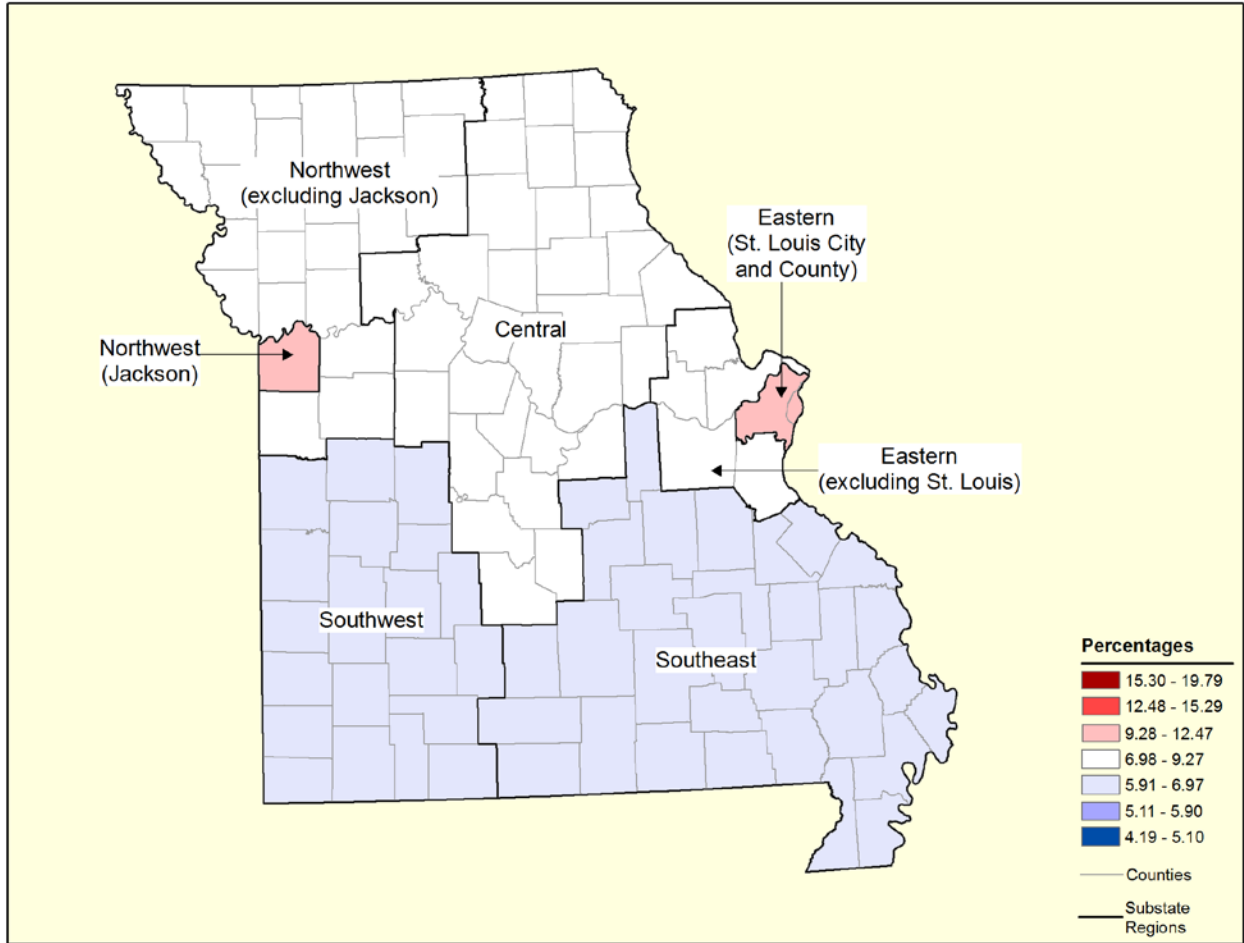 Northwest
(excluding Jackson)
Eastern
(St. Louis City
and County)
Central
Northwest
(Jackson)
Eastern
(excluding St. Louis)
Southwest
Southeast
Percentages
15.30 - 19.79
12.48 - 15.29
9.28 - 12.47
6.98 - 9.27
5.91 - 6.97
5.11 - 5.90
4.19 - 5.10
Counties
Substate
Regions